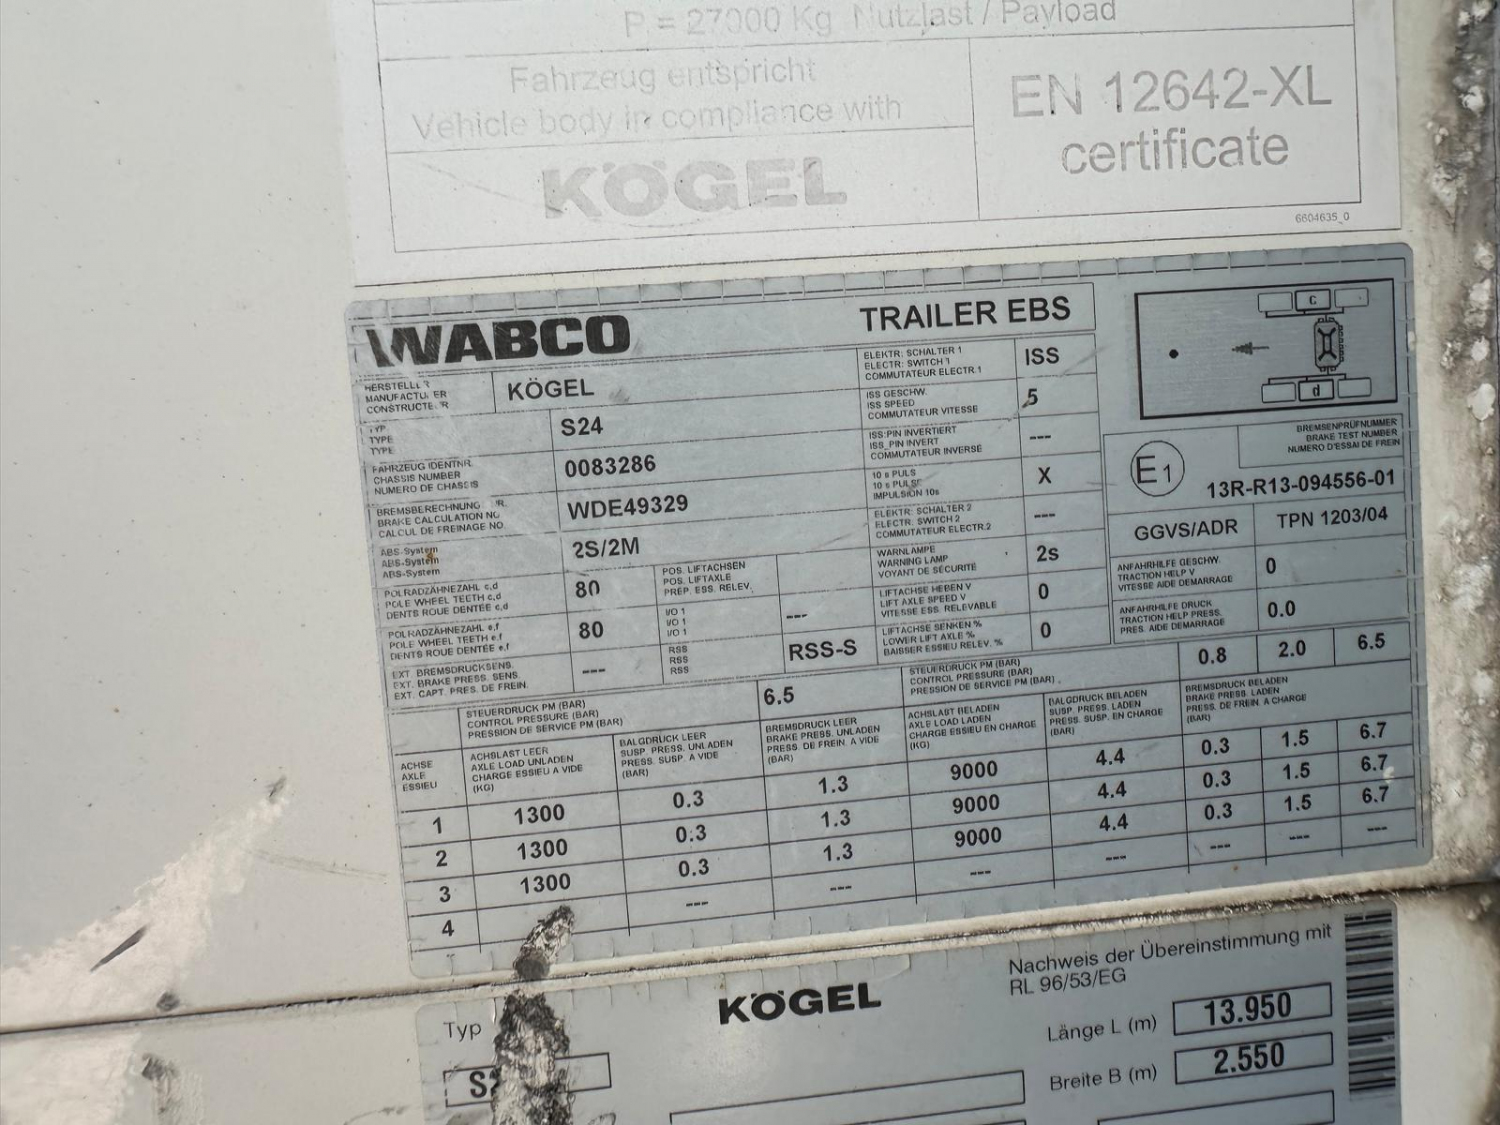 P = 27000 Kg Nutzlast / Payload
Fahrzeug entspricht
Vehicle body in compliance with
KÖGEL
EN 12642-XL
certificate
6604635_0
WABCO
TRAILER EBS
HERSTELLER
MANUFACTURER
CONSTRUCTEUR
KÖGEL
TYP
TYPE
TYPE
S24
FAHRZEUG IDENTNR.
CHASSIS NUMBER
NUMERO DE CHASSIS
0083286
BREMSBERECHNUNG NR.
BRAKE CALCULATION NO.
CALCUL DE FREINAGE NO.
WDE49329
ABS-System
ABS-System
ABS-System
2S/2M
POLRADZÄHNEZAHL c,d
POLE WHEEL TEETH c,d
DENTS ROUE DENTÉE c,d
80
POS. LIFTACHSEN
POS. LIFTAXLE
PREP. ESS. RELEV.
POLRADZÄHNEZAHL e,f
POLE WHEEL TEETH e,f
DENTS ROUE DENTÉE e,f
80
I/O 1
I/O 1
I/O 1
---
EXT. BREMSDRUCKSENS.
EXT. BRAKE PRESS. SENS.
EXT. CAPT. PRES. DE FREIN.
---
RSS
RSS
RSS
RSS-S
ELEKTR. SCHALTER 1
ELECTR. SWITCH 1
COMMUTATEUR ELECTR.1
ISS
ISS GESCHW.
ISS SPEED
COMMUTATEUR VITESSE
5
ISS_PIN INVERTIERT
ISS_PIN INVERT
COMMUTATEUR INVERSE
---
10 s PULS
10 s PULSE
IMPULSION 10s
X
ELEKTR. SCHALTER 2
ELECTR. SWITCH 2
COMMUTATEUR ELECTR.2
---
WARNLAMPE
WARNING LAMP
VOYANT DE SÉCURITÉ
2s
LIFTACHSE HEBEN V
LIFT AXLE SPEED V
VITESSE ESS. RELEVABLE
0
LIFTACHSE SENKEN %
LOWER LIFT AXLE %
BAISSER ESSIEU RELEV. %
0
C
d
E1
BREMSENPRÜFNUMMER
BRAKE TEST NUMBER
NUMERO D'ESSAI DE FREIN
13R-R13-094556-01
GGVS/ADR
TPN 1203/04
ANFAHRHILFE GESCHW.
TRACTION HELP V
VITESSE AIDE DEMARRAGE
0
ANFAHRHILFE DRUCK
TRACTION HELP PRESS.
PRES. AIDE DEMARRAGE
0.0
STEUERDRUCK PM (BAR)
CONTROL PRESSURE (BAR)
PRESSION DE SERVICE PM (BAR)
6.5
STEUERDRUCK PM (BAR)
CONTROL PRESSURE (BAR)
PRESSION DE SERVICE PM (BAR)
0.8 2.0 6.5
ACHSE
AXLE
ESSIEU
ACHSLAST LEER
AXLE LOAD UNLADEN
CHARGE ESSIEU A VIDE
(KG)
BALGDRUCK LEER
SUSP. PRESS. UNLADEN
PRESS. SUSP. A VIDE
(BAR)
BREMSDRUCK LEER
BRAKE PRESS. UNLADEN
PRESS. DE FREIN. A VIDE
(BAR)
ACHSLAST BELADEN
AXLE LOAD LADEN
CHARGE ESSIEU EN CHARGE
(KG)
BALGDRUCK BELADEN
SUSP. PRESS. LADEN
PRESS. SUSP. EN CHARGE
(BAR)
BREMSDRUCK BELADEN
BRAKE PRESS. LADEN
PRESS. DE FREIN. A CHARGE
(BAR)
1 1300 0.3 1.3 9000 4.4 0.3 1.5 6.7
2 1300 0.3 1.3 9000 4.4 0.3 1.5 6.7
3 1300 0.3 1.3 9000 4.4 0.3 1.5 6.7
4 --- --- --- --- --- --- ---
Typ
KÖGEL
Nachweis der Übereinstimmung mit
RL 96/53/EG
Länge L (m) 13.950
Breite B (m) 2.550